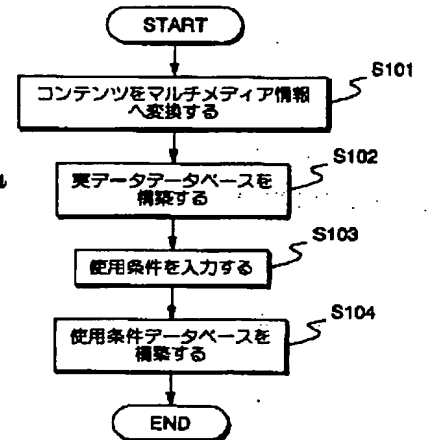 START
S101
コンテンツをマルチメディア情報
へ変換する
S102
実データデータベースを
構築する
S103
使用条件を入力する
S104
使用条件データベースを
構築する
END